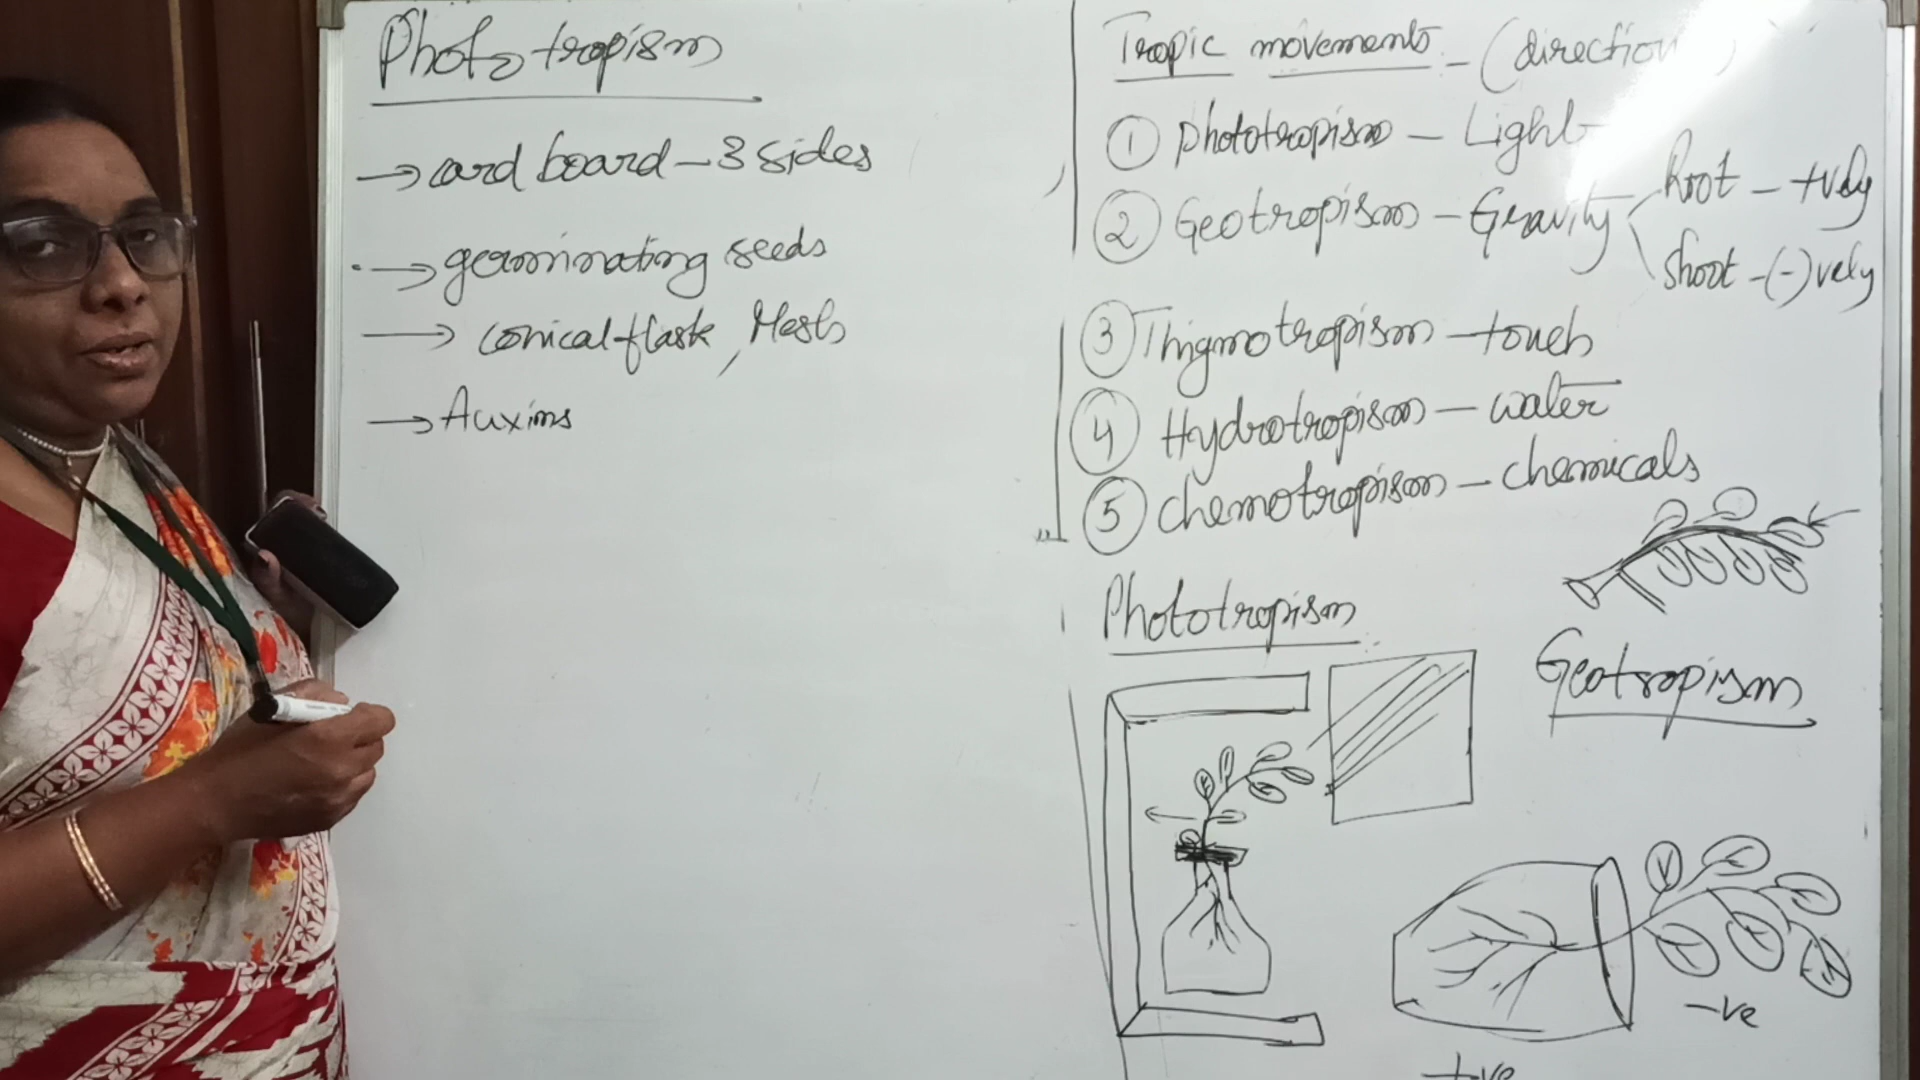 Phototropism
→ card board - 3 sides
→ germinating seeds
→ conical flask, Mesh
→ Auxins
Tropic movements - (direction)
① phototropism - Light
② Geotropism - Gravity
Root - +vely
Shoot - (-)vely
③ Thigmotropism - touch
④ Hydrotropism - water
⑤ chemotropism - chemicals
Phototropism
Geotropism
-ve
+ve